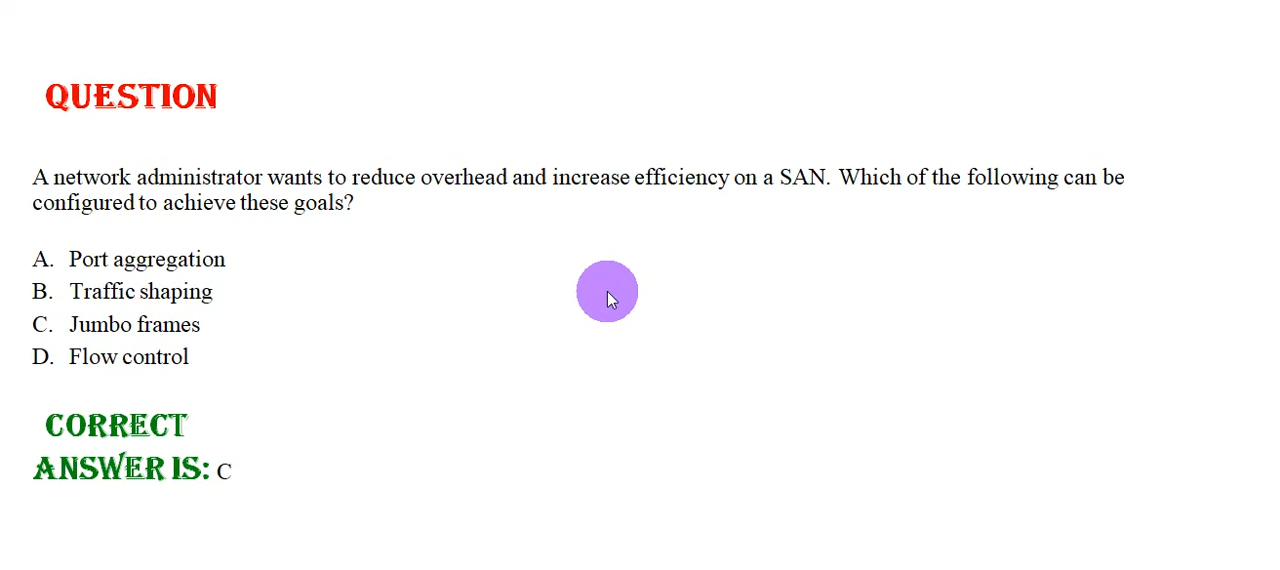 QUESTION
A network administrator wants to reduce overhead and increase efficiency on a SAN. Which of the following can be
configured to achieve these goals?
A. Port aggregation
B. Traffic shaping
C. Jumbo frames
D. Flow control
CORRECT
ANSWER IS: C